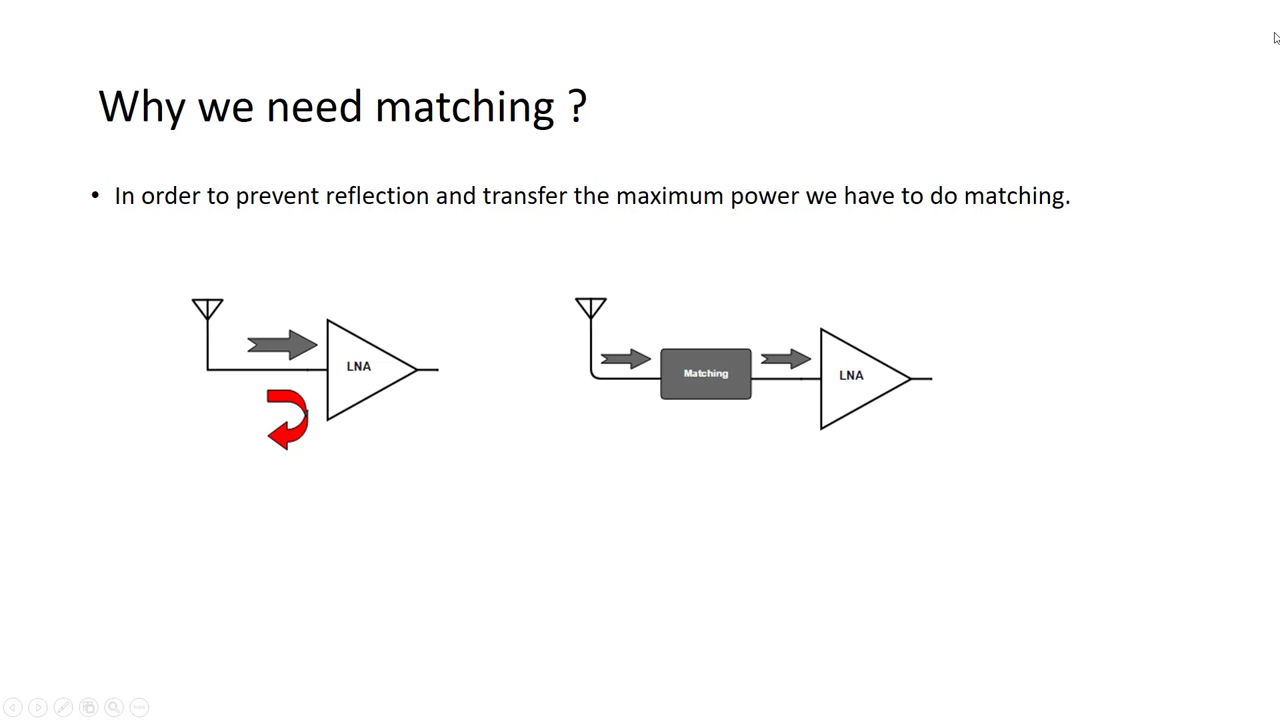 Why we need matching ?
• In order to prevent reflection and transfer the maximum power we have to do matching.
LNA
Matching
LNA